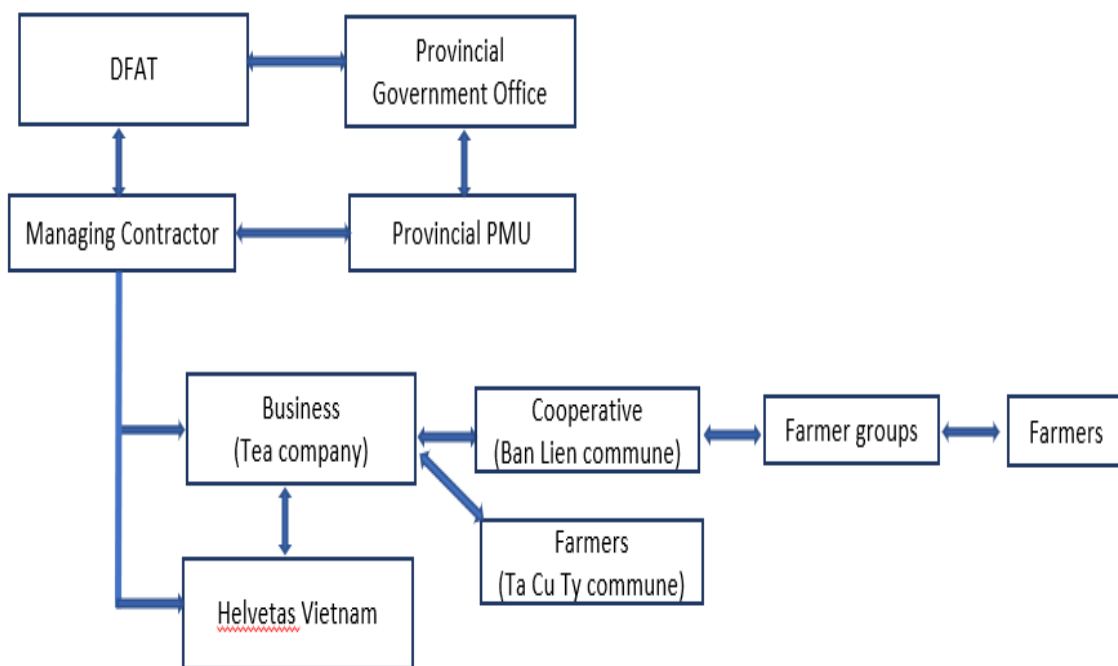 DFAT
Provincial
Government Office
Managing Contractor
Provincial PMU
Business
(Tea company)
Cooperative
(Ban Lien commune)
Farmer groups
Farmers
Farmers
(Ta Cu Ty commune)
Helvetas Vietnam